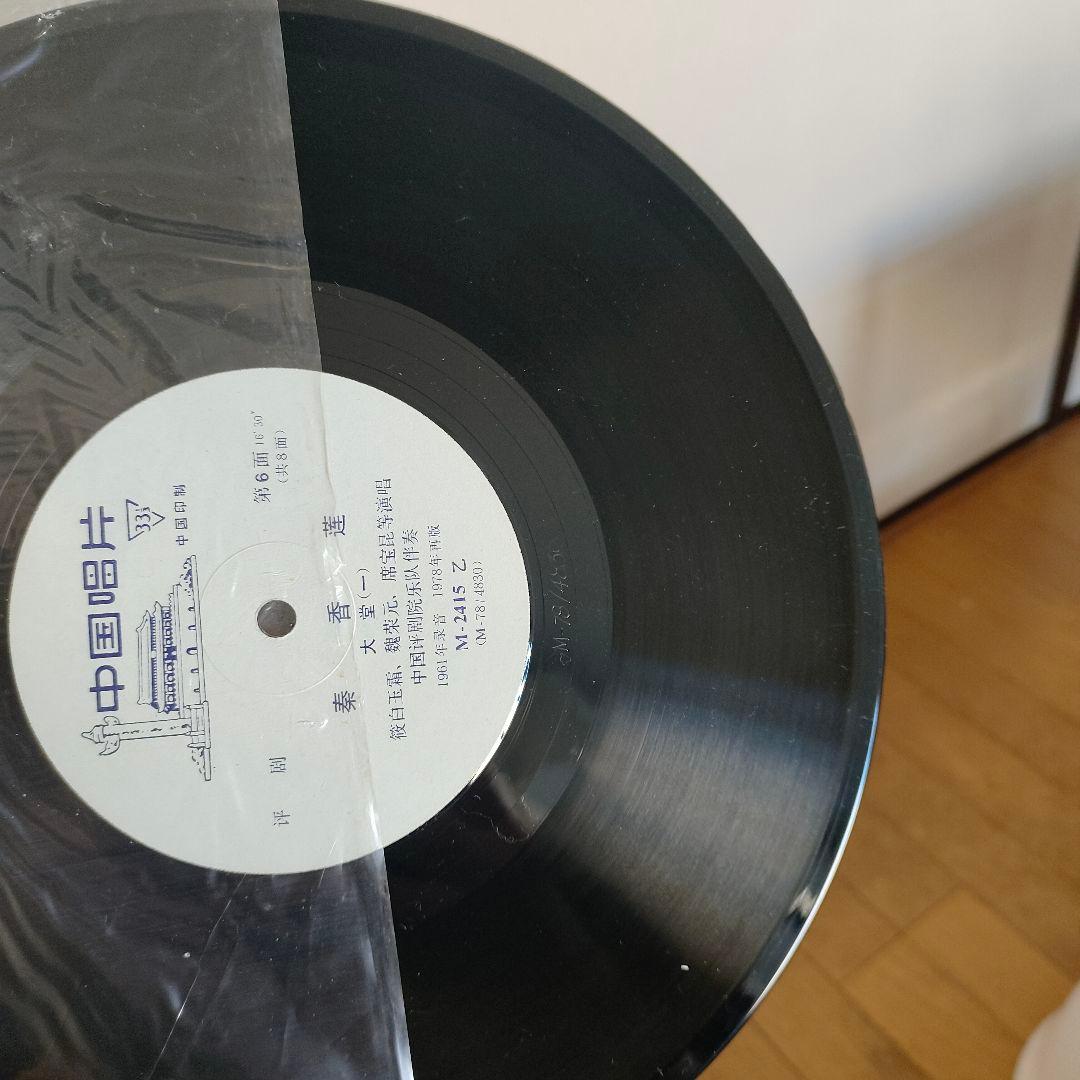 中国唱片
33⅓
中国印制
评剧
第6面 16′30″
(共8面)
秦香莲
大堂(一)
筱白玉霜、魏荣元、席宝昆等演唱
中国评剧院乐队伴奏
1961年录音 1978年再版
M-2415 乙
(M-78/4830)
M-78/4830